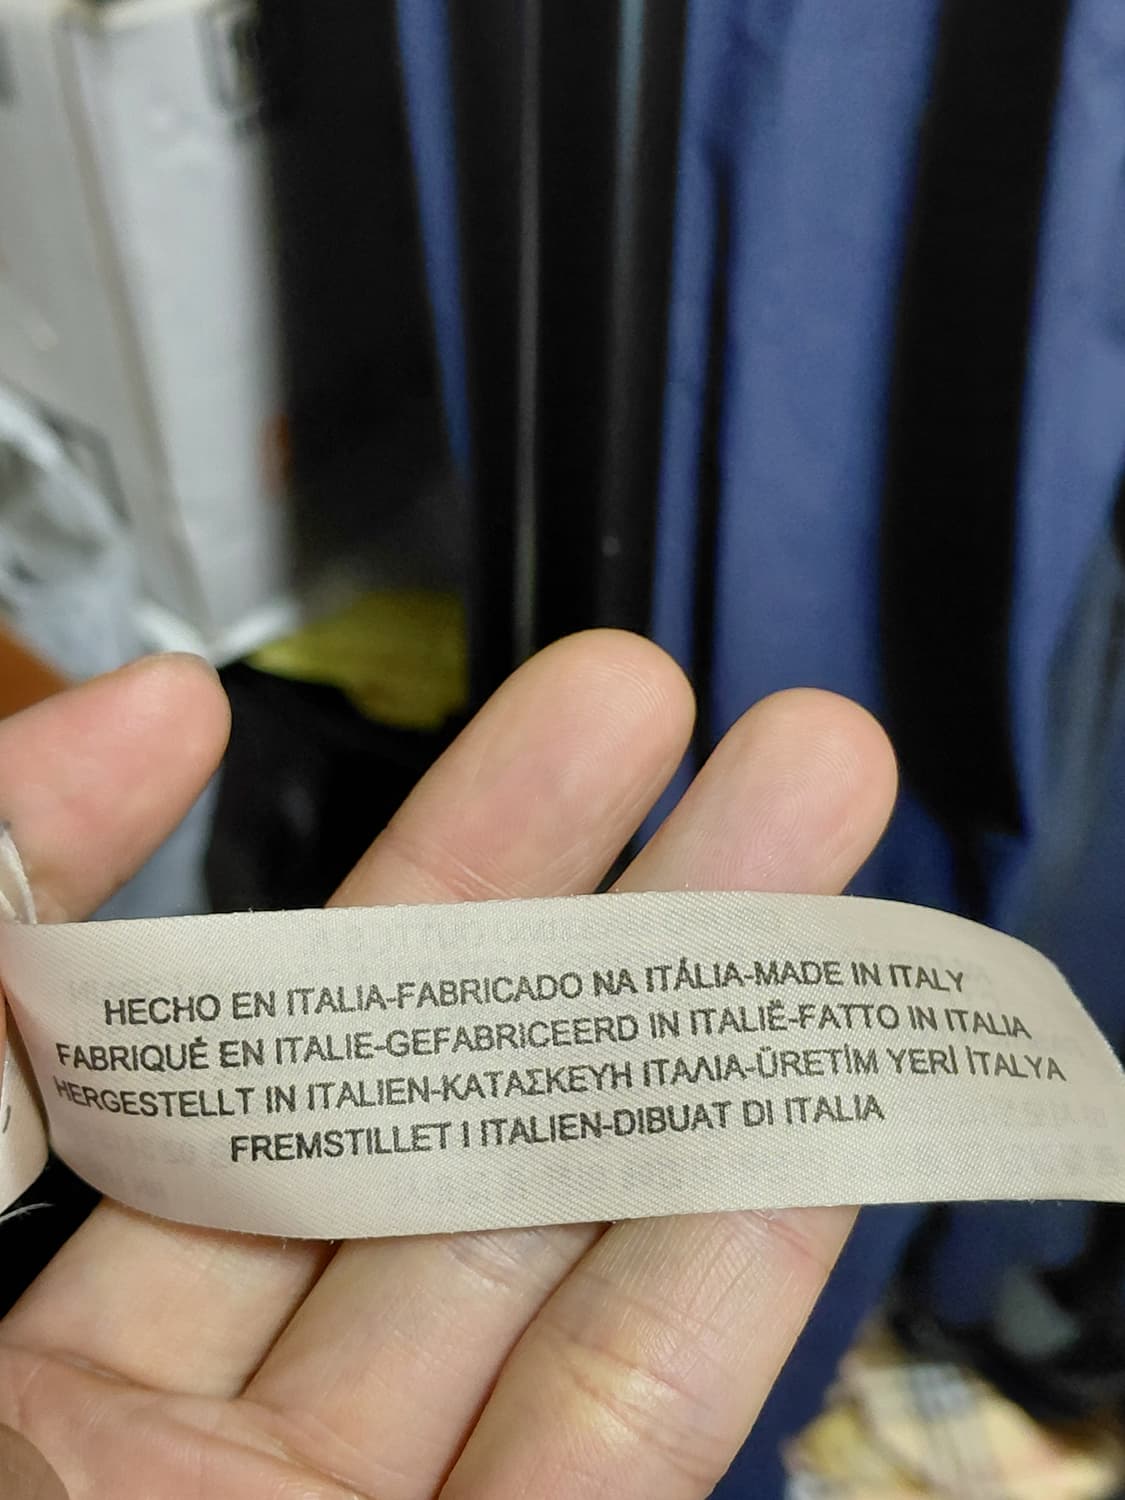 HECHO EN ITALIA-FABRICADO NA ITÁLIA-MADE IN ITALY
FABRIQUÉ EN ITALIE-GEFABRICEERD IN ITALIË-FATTO IN ITALIA
HERGESTELLT IN ITALIEN-ΚΑΤΑΣΚΕΥΗ ΙΤΑΛΙΑ-ÜRETİM YERİ İTALYA
FREMSTILLET I ITALIEN-DIBUAT DI ITALIA